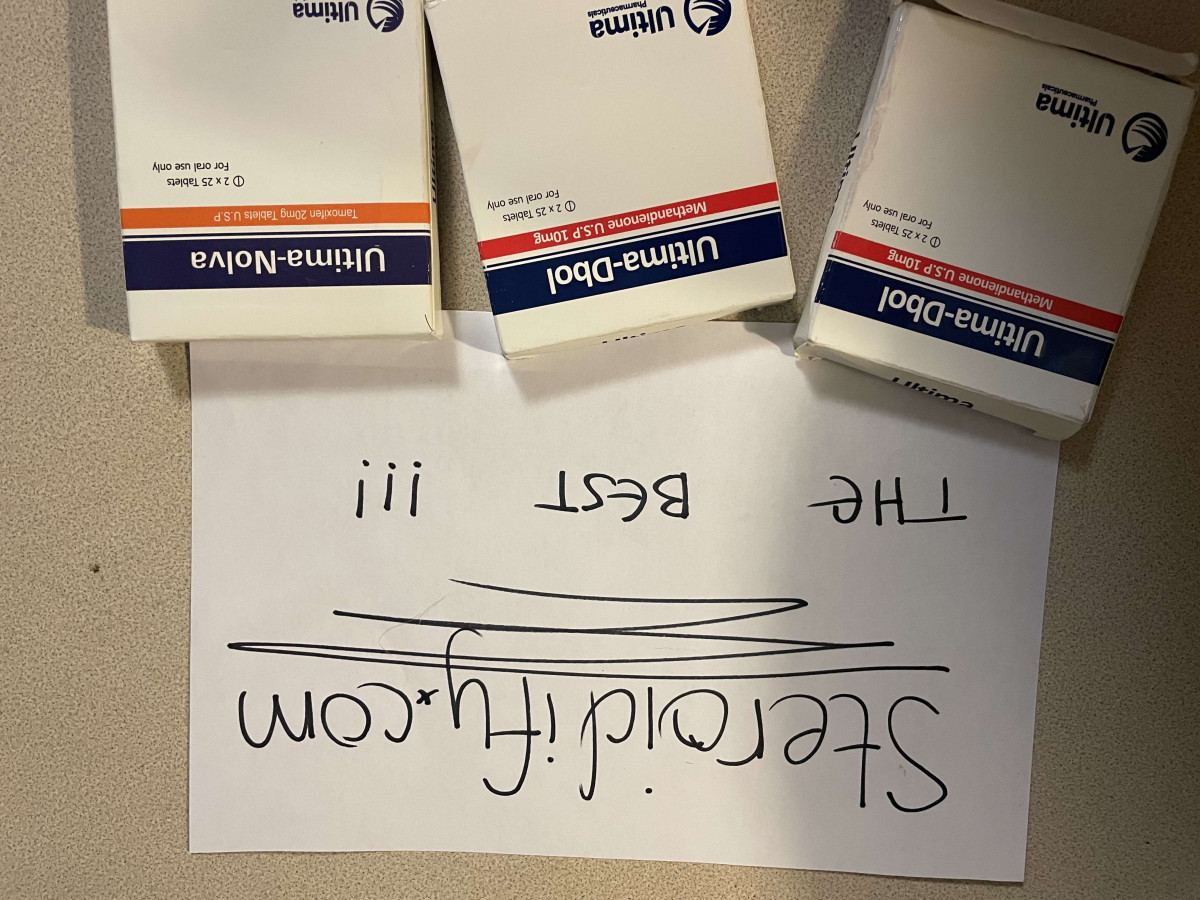 Steroidify.com
THE BEST !!!
Ultima
Ultima-Dbol
Methandienone U.S.P 10mg
2 x 25 Tablets
For oral use only
Ultima
Pharmaceuticals
Ultima-Dbol
Methandienone U.S.P 10mg
2 x 25 Tablets
For oral use only
Ultima
Pharmaceuticals
Ultima-Nolva
Tamoxifen 20mg Tablets U.S.P
2 x 25 Tablets
For oral use only
Ultima